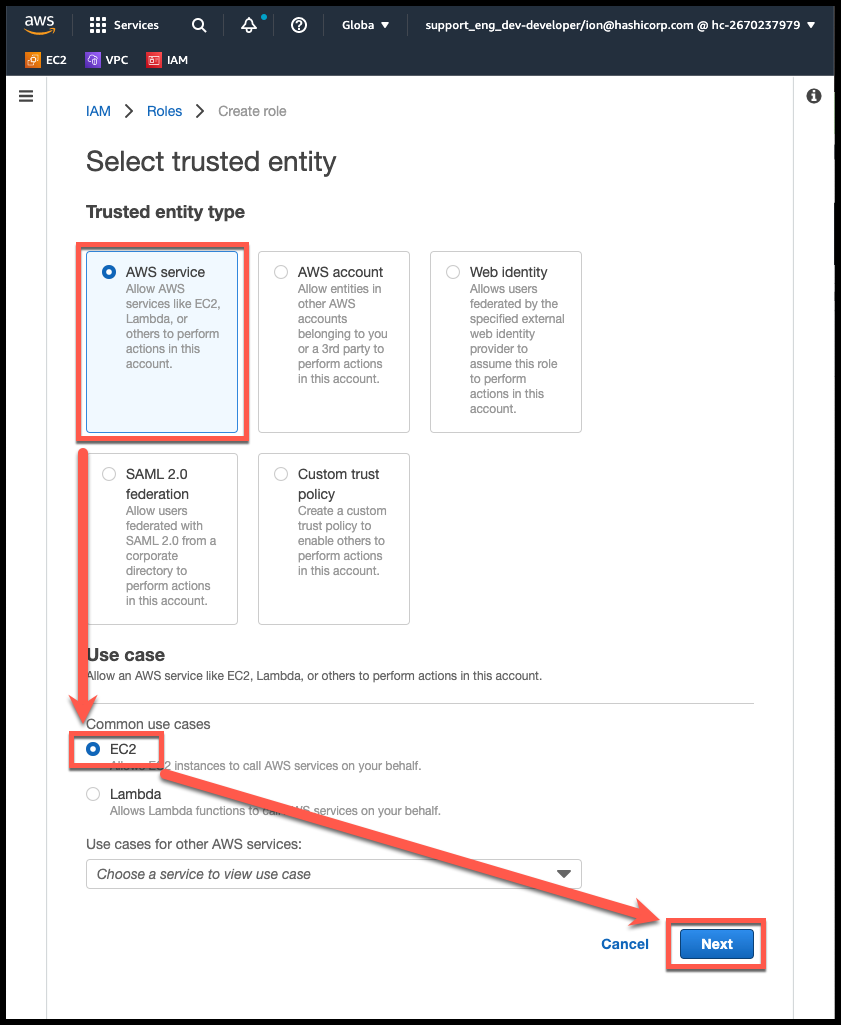 aws
Services
Globa
support_eng_dev-developer/ion@hashicorp.com @ hc-2670237979
EC2
VPC
IAM
IAM
Roles
Create role
Select trusted entity
Trusted entity type
AWS service
Allow AWS
services like EC2,
Lambda, or
others to perform
actions in this
account.
AWS account
Allow entities in
other AWS
accounts
belonging to you
or a 3rd party to
perform actions
in this account.
Web identity
Allows users
federated by the
specified external
web identity
provider to
assume this role
to perform
actions in this
account.
SAML 2.0
federation
Allow users
federated with
SAML 2.0 from a
corporate
directory to
perform actions
in this account.
Custom trust
policy
Create a custom
trust policy to
enable others to
perform actions
in this account.
Use case
Allow an AWS service like EC2, Lambda, or others to perform actions in this account.
Common use cases
EC2
Allows EC2 instances to call AWS services on your behalf.
Lambda
Allows Lambda functions to call AWS services on your behalf.
Use cases for other AWS services:
Choose a service to view use case
Cancel
Next